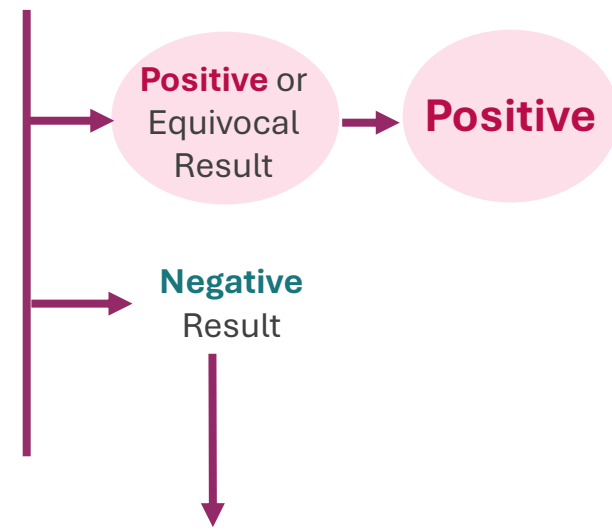 Positive or
Equivocal
Result
Positive
Negative
Result